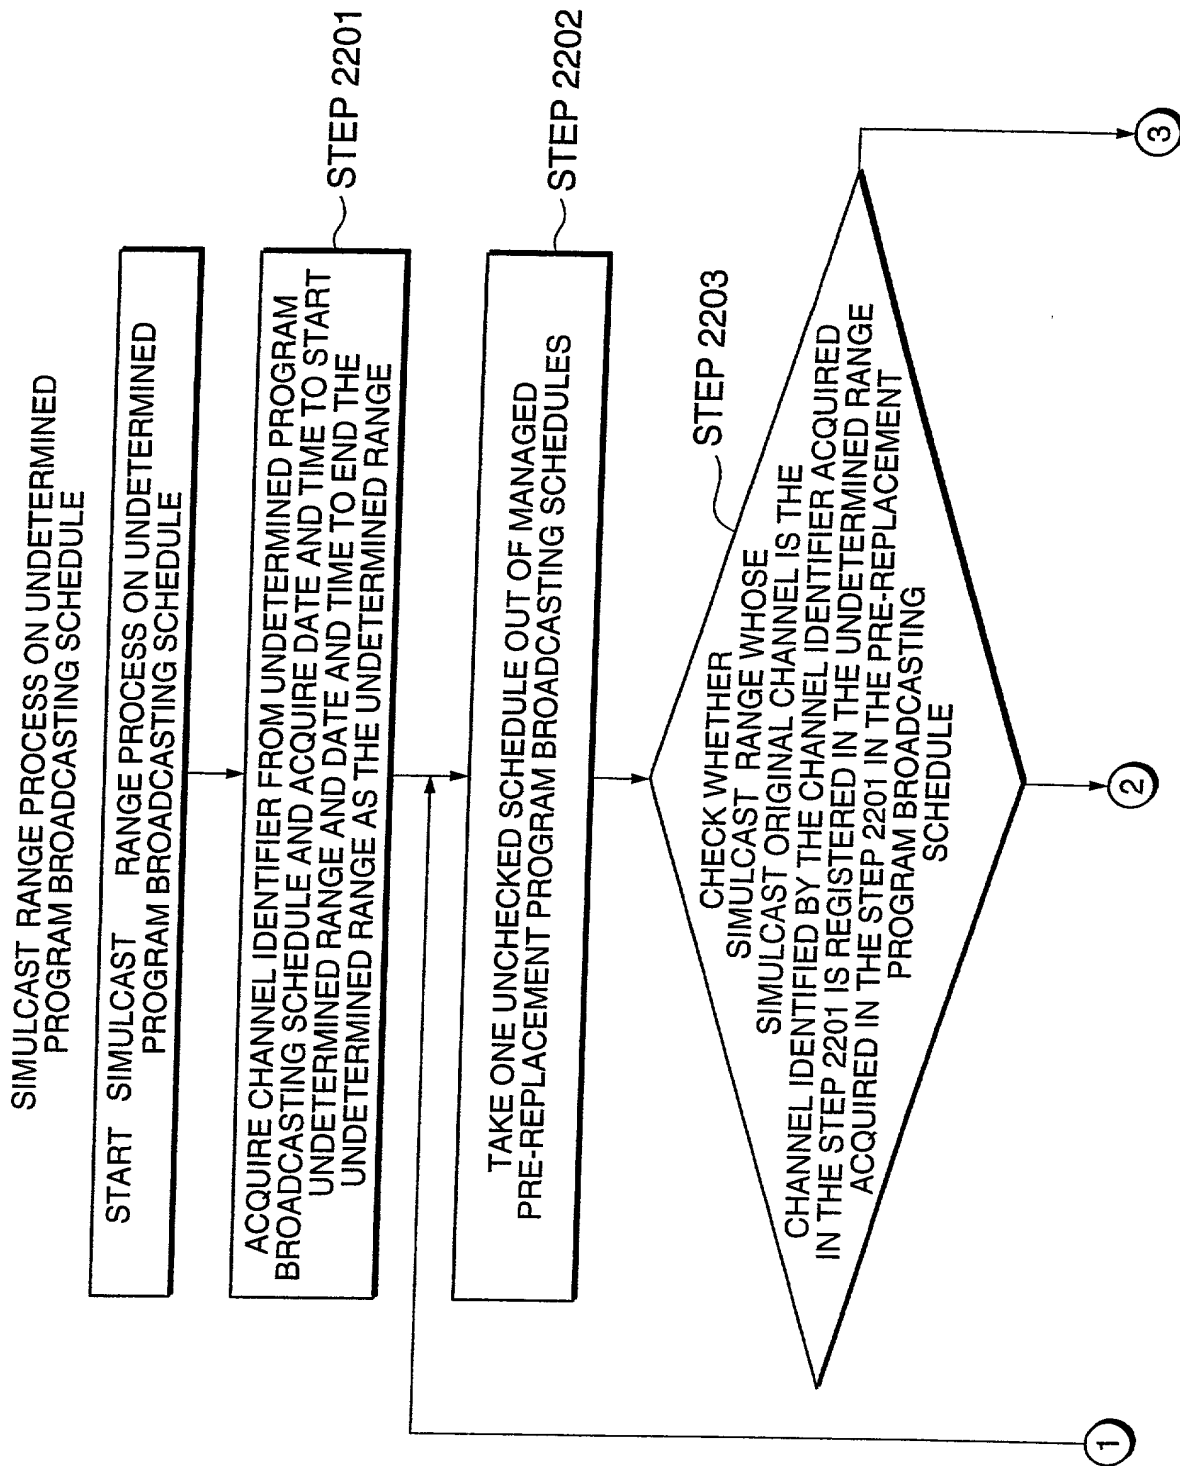 SIMULCAST RANGE PROCESS ON UNDETERMINED
PROGRAM BROADCASTING SCHEDULE
START SIMULCAST RANGE PROCESS ON UNDETERMINED
PROGRAM BROADCASTING SCHEDULE
ACQUIRE CHANNEL IDENTIFIER FROM UNDETERMINED PROGRAM
BROADCASTING SCHEDULE AND ACQUIRE DATE AND TIME TO START
UNDETERMINED RANGE AND DATE AND TIME TO END THE
UNDETERMINED RANGE AS THE UNDETERMINED RANGE
STEP 2201
TAKE ONE UNCHECKED SCHEDULE OUT OF MANAGED
PRE-REPLACEMENT PROGRAM BROADCASTING SCHEDULES
STEP 2202
STEP 2203
CHECK WHETHER
SIMULCAST RANGE WHOSE
SIMULCAST ORIGINAL CHANNEL IS THE
CHANNEL IDENTIFIED BY THE CHANNEL IDENTIFIER ACQUIRED
IN THE STEP 2201 IS REGISTERED IN THE UNDETERMINED RANGE
ACQUIRED IN THE STEP 2201 IN THE PRE-REPLACEMENT
PROGRAM BROADCASTING
SCHEDULE
1
2
3